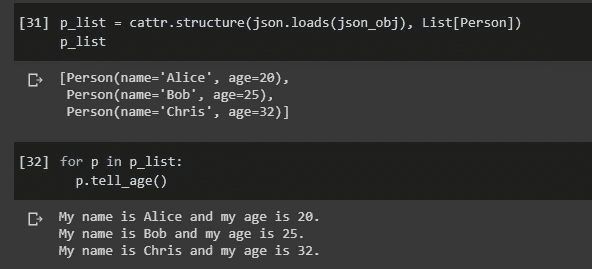 [31] p_list = cattr.structure(json.loads(json_obj), List[Person])
p_list
[Person(name='Alice', age=20),
Person(name='Bob', age=25),
Person(name='Chris', age=32)]
[32] for p in p_list:
p.tell_age()
My name is Alice and my age is 20.
My name is Bob and my age is 25.
My name is Chris and my age is 32.